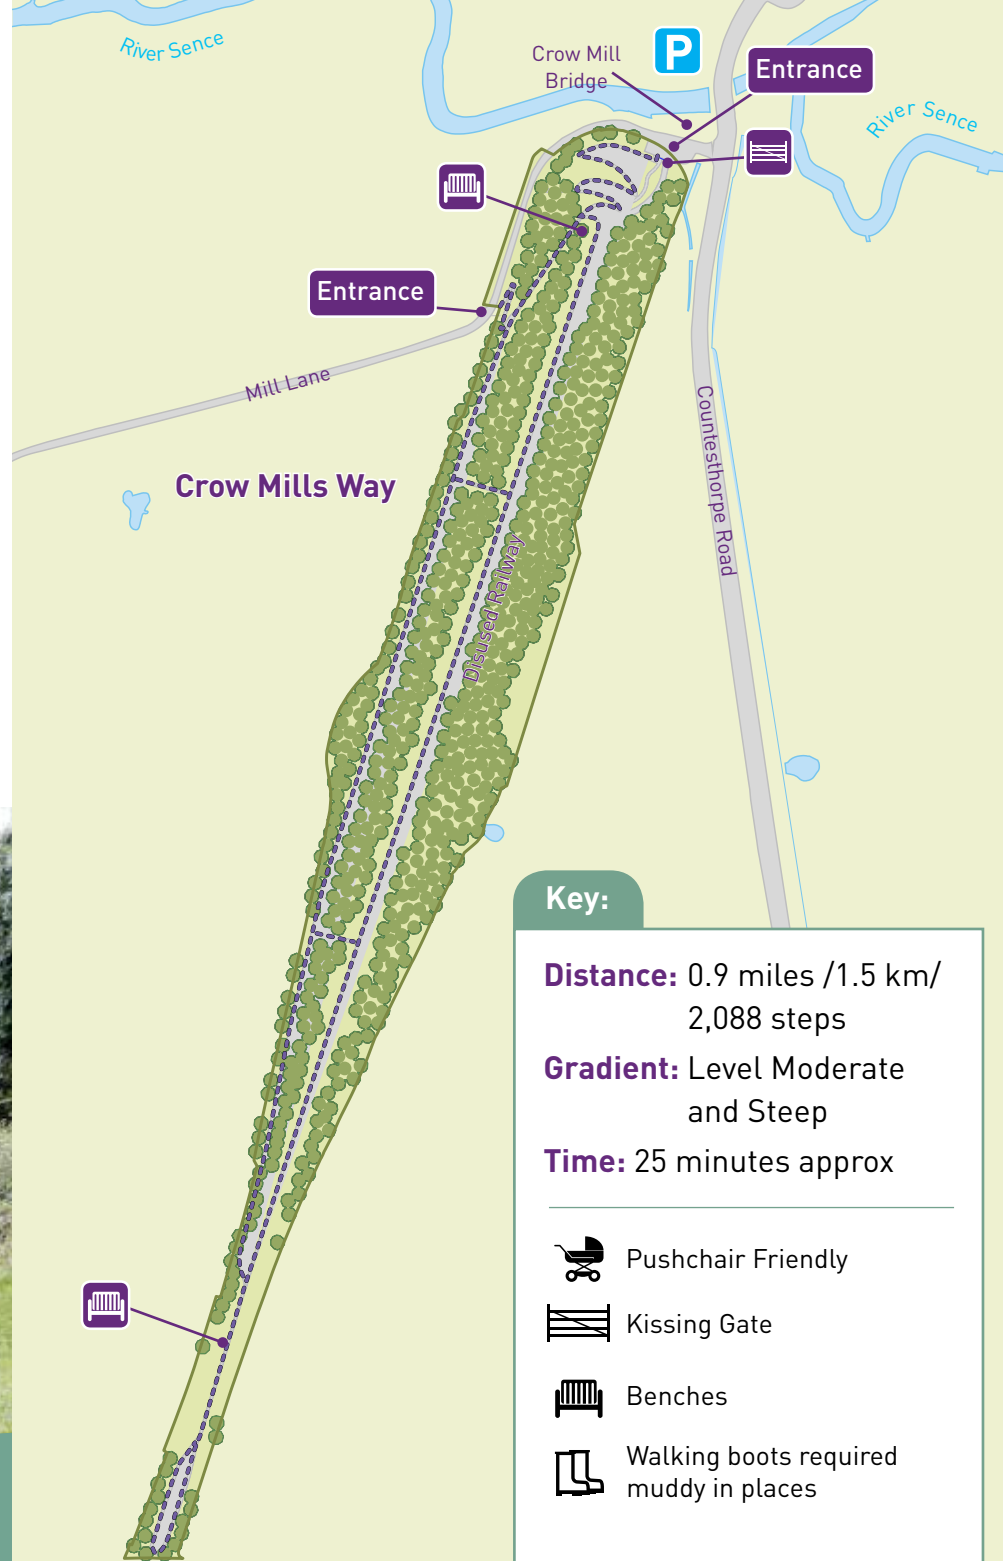 River Sence
Crow Mill
Bridge
P
Entrance
River Sence
Entrance
Mill Lane
Crow Mills Way
Countesthorpe Road
Disused Railway
Key:
Distance: 0.9 miles /1.5 km/
2,088 steps
Gradient: Level Moderate
and Steep
Time: 25 minutes approx
Pushchair Friendly
Kissing Gate
Benches
Walking boots required
muddy in places